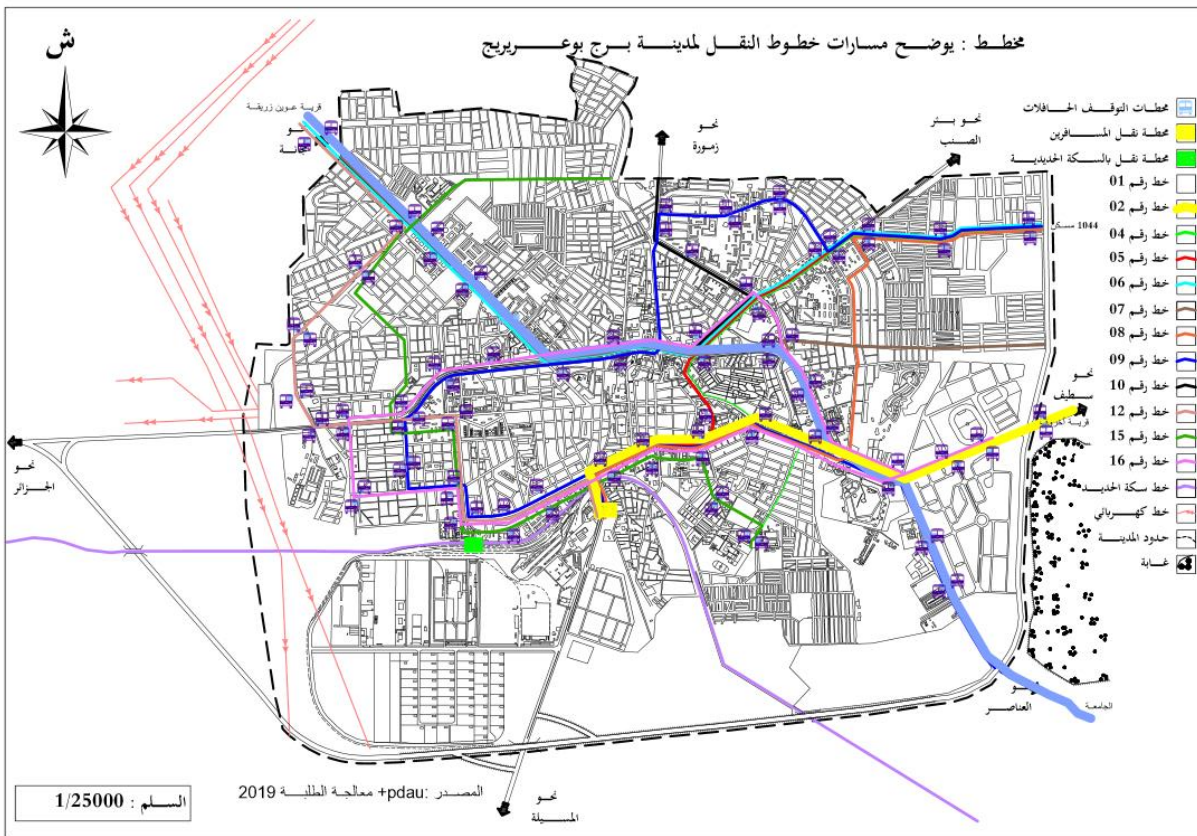 مخطط : يوضح مسارات خطوط النقل لمدينة برج بوعريريج
ش
قرية عوين زريقة
نحو
زمورة
نحو بئر
الصنب
1044 مسكن
نحو
سطيف
نحو
الجزائر
نحو
المسيلة
العناصر
الجامعة
محطات التوقف الحافلات
محطة نقل المسافرين
محطة نقل بالسكة الحديدية
خط رقم 01
خط رقم 02
خط رقم 04
خط رقم 05
خط رقم 06
خط رقم 07
خط رقم 08
خط رقم 09
خط رقم 10
خط رقم 12
خط رقم 15
خط رقم 16
خط سكة الحديد
خط كهربائي
حدود المدينة
غابة
السلم : 1/25000
المصدر :pdau+ معالجة الطلبة 2019